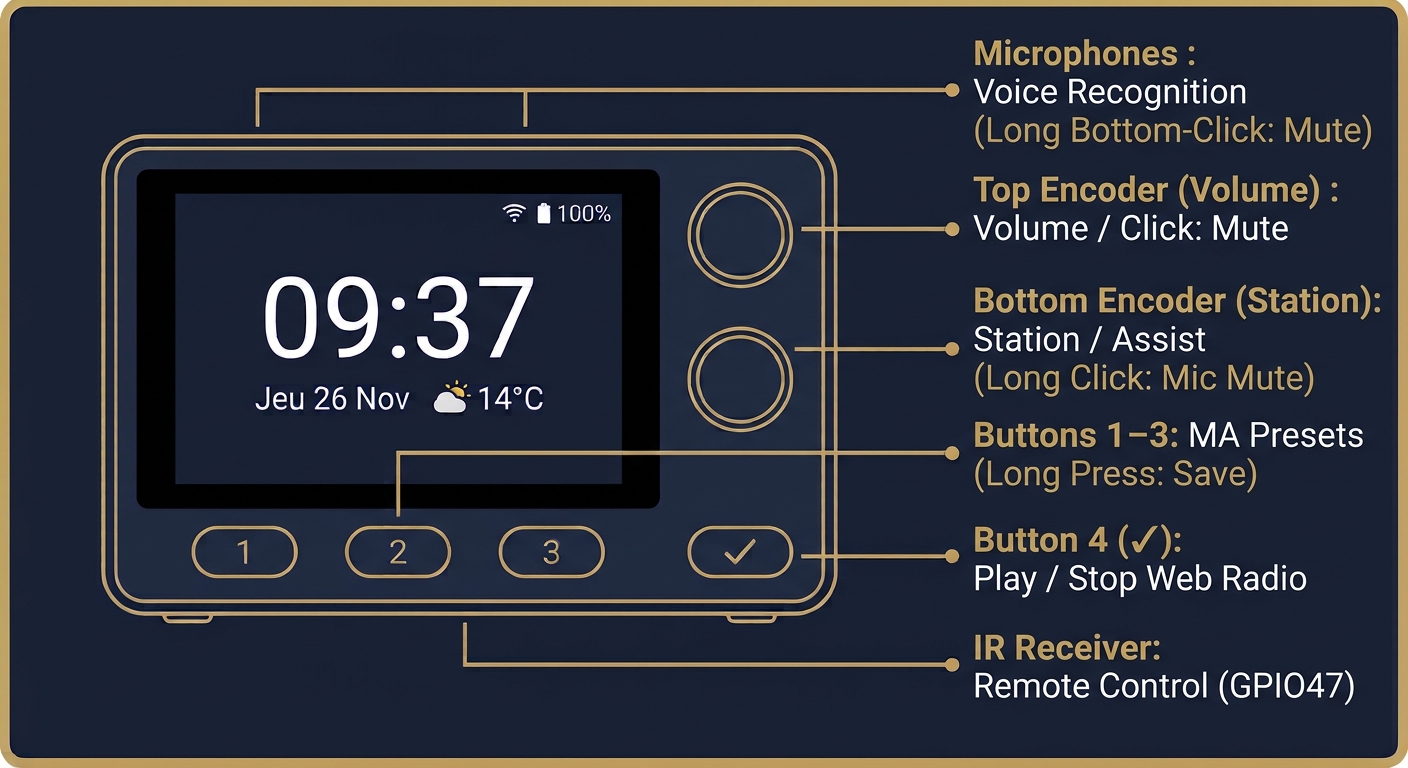 Microphones :
Voice Recognition
(Long Bottom-Click: Mute)
Top Encoder (Volume) :
Volume / Click: Mute
Bottom Encoder (Station):
Station / Assist
(Long Click: Mic Mute)
Buttons 1–3: MA Presets
(Long Press: Save)
Button 4 (✓):
Play / Stop Web Radio
IR Receiver:
Remote Control (GPIO47)
100%
09:37
Jeu 26 Nov 14°C
1 2 3 ✓